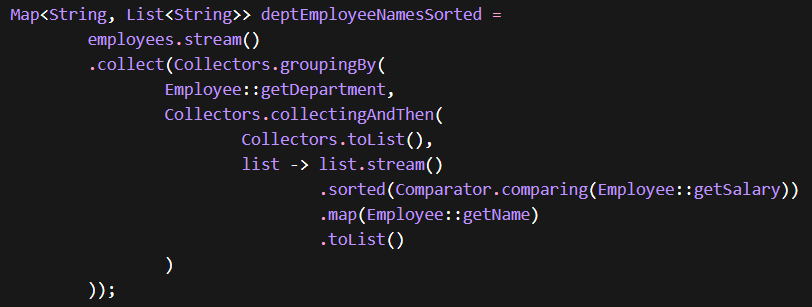 Map<String, List<String>> deptEmployeeNamesSorted =
        employees.stream()
        .collect(Collectors.groupingBy(
                Employee::getDepartment,
                Collectors.collectingAndThen(
                        Collectors.toList(),
                        list -> list.stream()
                                .sorted(Comparator.comparing(Employee::getSalary))
                                .map(Employee::getName)
                                .toList()
                )
        ));